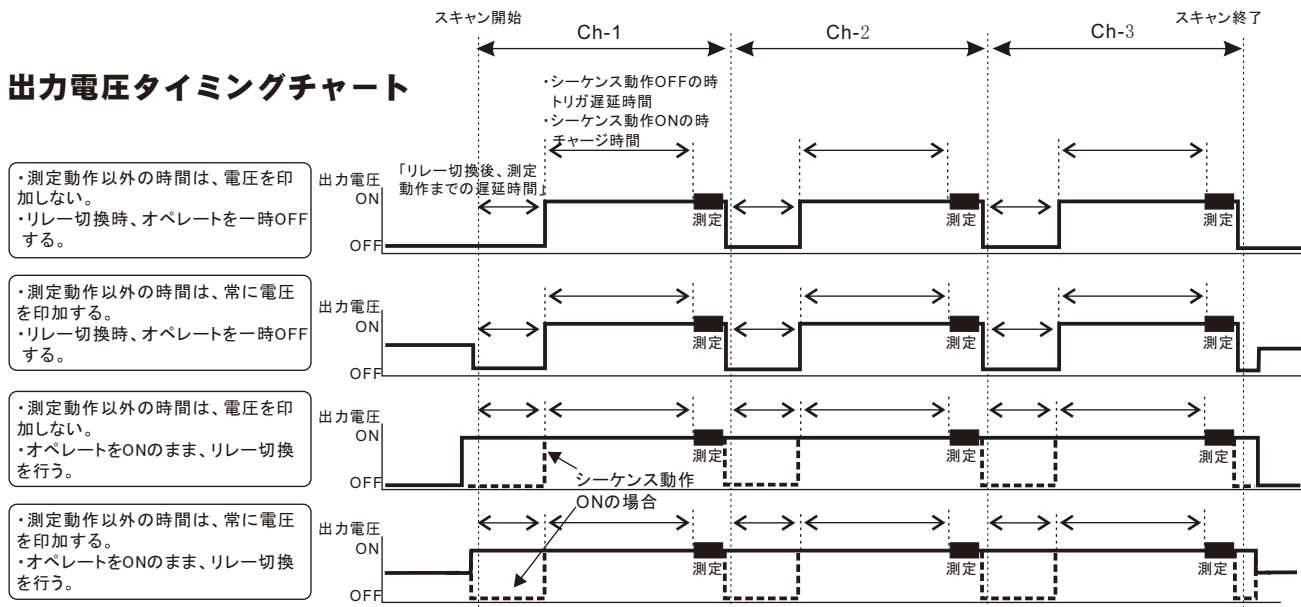 スキャン開始
スキャン終了
Ch-1
Ch-2
Ch-3
出力電圧タイミングチャート
・シーケンス動作OFFの時
トリガ遅延時間
・シーケンス動作ONの時
チャージ時間
「リレー切換後、測定
動作までの遅延時間」
・測定動作以外の時間は、電圧を印
加しない。
・リレー切換時、オペレートを一時OFF
する。
出力電圧
ON
OFF
測定
測定
測定
・測定動作以外の時間は、常に電圧
を印加する。
・リレー切換時、オペレートを一時OFF
する。
出力電圧
ON
OFF
測定
測定
測定
・測定動作以外の時間は、電圧を印
加しない。
・オペレートをONのまま、リレー切換
を行う。
出力電圧
ON
OFF
測定
測定
測定
シーケンス動作
ONの場合
・測定動作以外の時間は、常に電圧
を印加する。
・オペレートをONのまま、リレー切換
を行う。
出力電圧
ON
OFF
測定
測定
測定